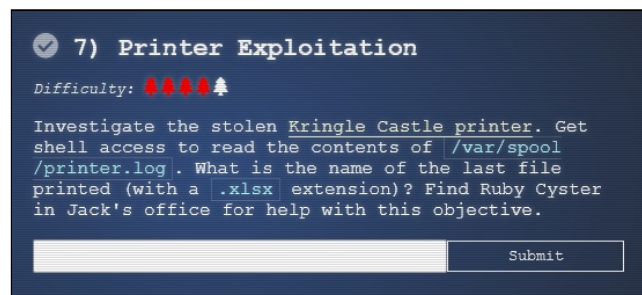 7) Printer Exploitation
Difficulty:
Investigate the stolen Kringle Castle printer. Get
shell access to read the contents of /var/spool
/printer.log. What is the name of the last file
printed (with a .xlsx extension)? Find Ruby Cyster
in Jack's office for help with this objective.
Submit